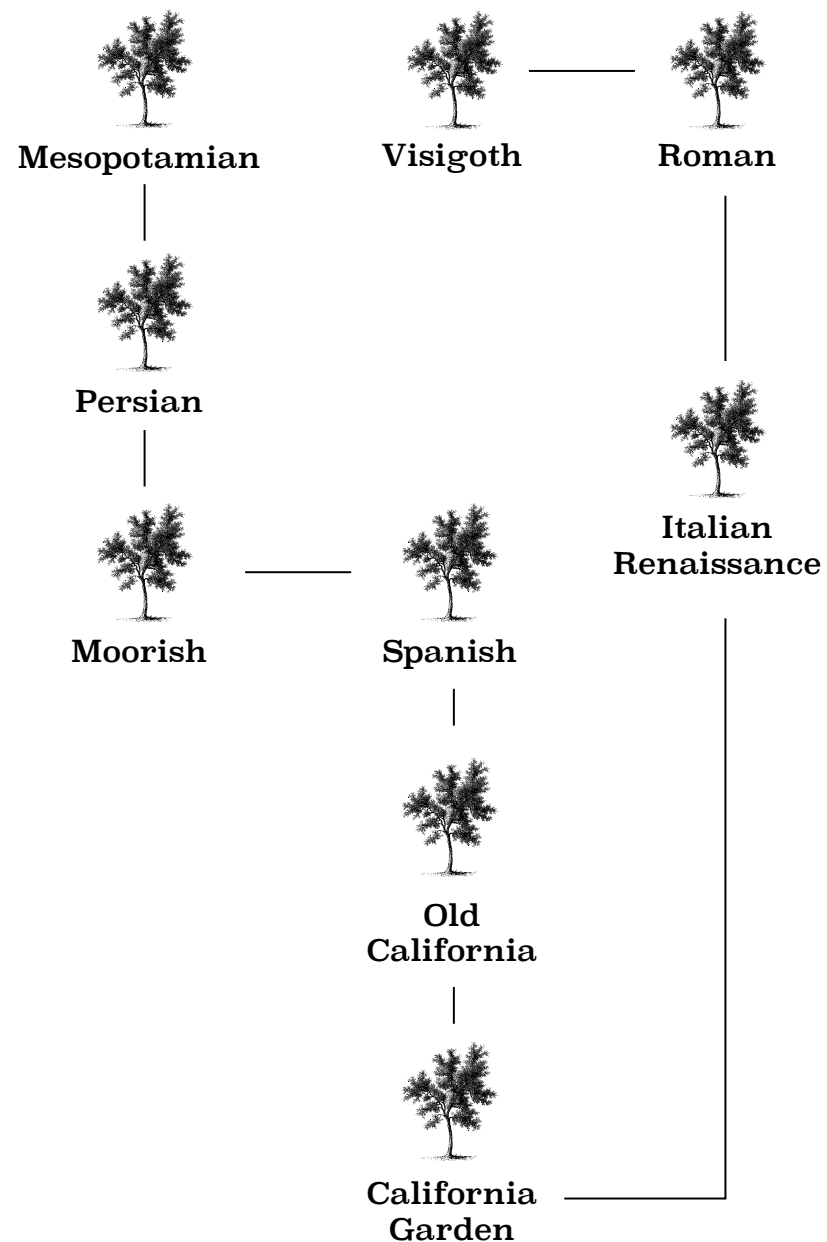 Mesopotamian
Visigoth
Roman
Persian
Italian
Renaissance
Moorish
Spanish
Old
California
California
Garden